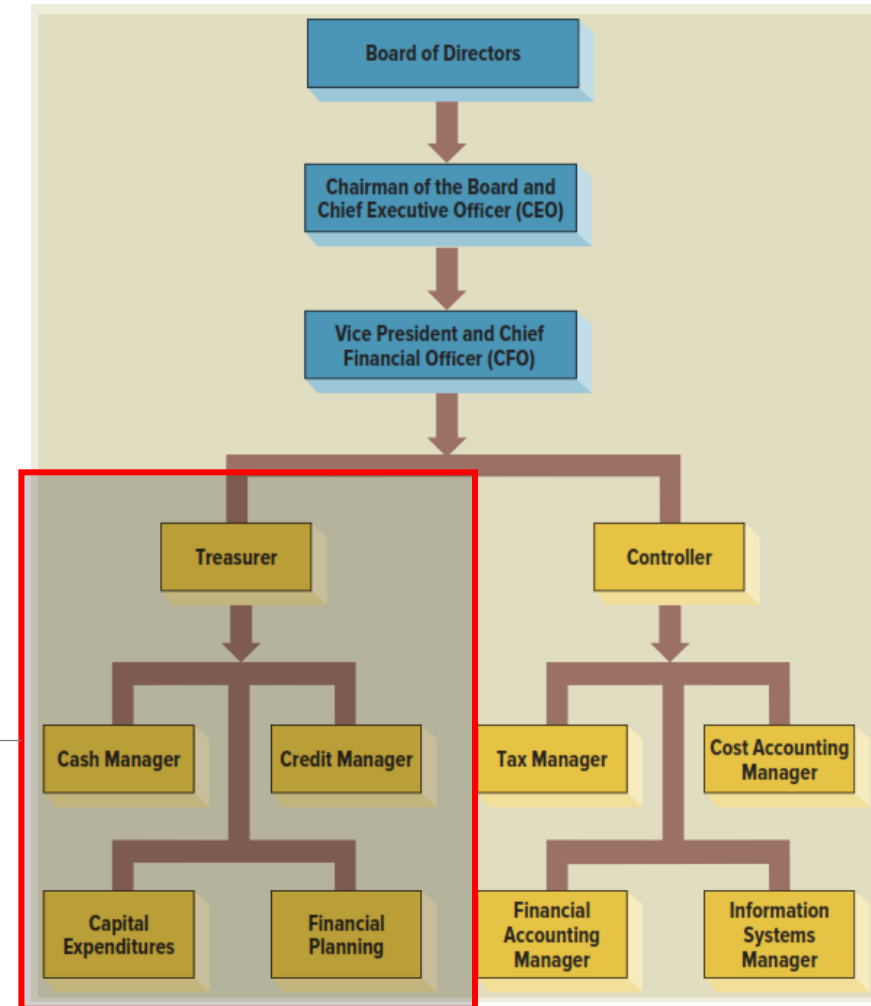 Board of Directors
Chairman of the Board and
Chief Executive Officer (CEO)
Vice President and Chief
Financial Officer (CFO)
Treasurer
Controller
Cash Manager
Credit Manager
Tax Manager
Cost Accounting
Manager
Capital
Expenditures
Financial
Planning
Financial
Accounting
Manager
Information
Systems
Manager